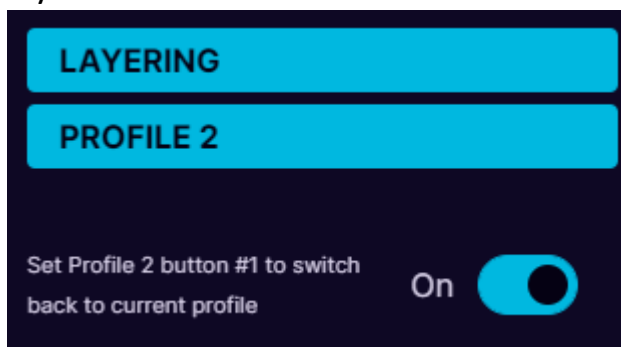 LAYERING
PROFILE 2
Set Profile 2 button #1 to switch
back to current profile
On